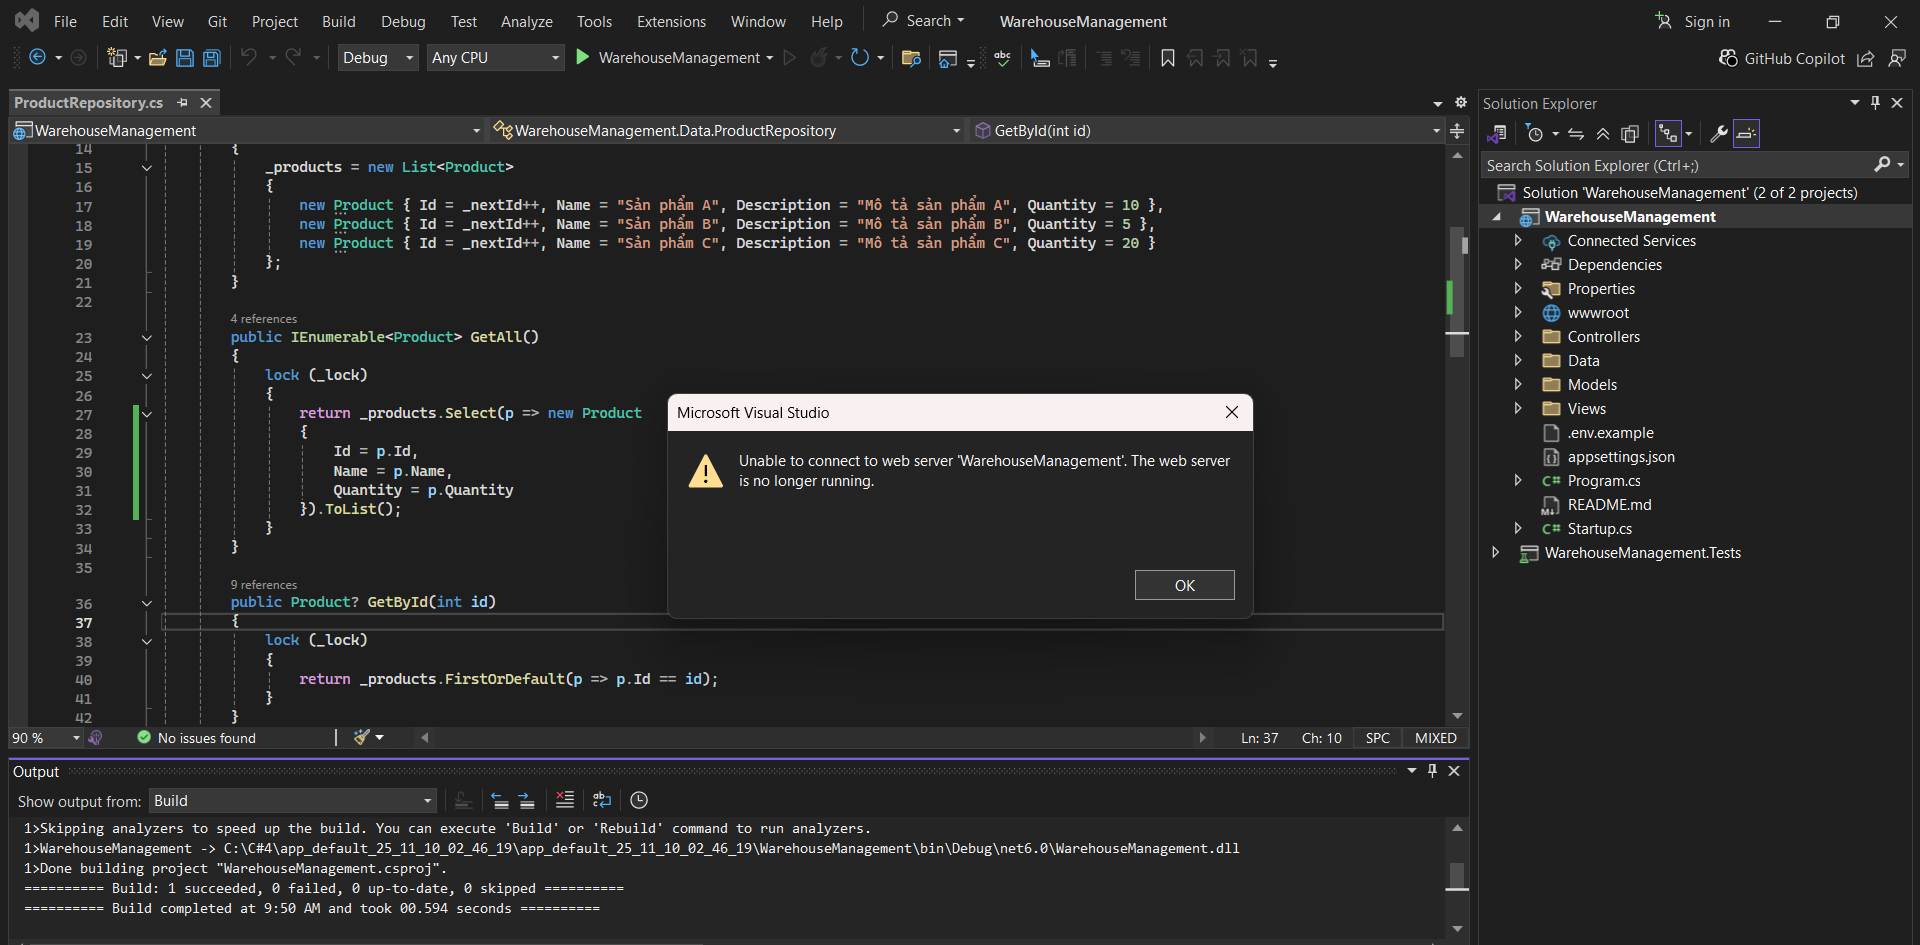 File Edit View Git Project Build Debug Test Analyze Tools Extensions Window Help Search WarehouseManagement Sign in
Debug Any CPU WarehouseManagement GitHub Copilot
ProductRepository.cs
WarehouseManagement WarehouseManagement.Data.ProductRepository GetById(int id)
14 {
15 _products = new List<Product>
16 {
17 new Product { Id = _nextId++, Name = "Sản phẩm A", Description = "Mô tả sản phẩm A", Quantity = 10 },
18 new Product { Id = _nextId++, Name = "Sản phẩm B", Description = "Mô tả sản phẩm B", Quantity = 5 },
19 new Product { Id = _nextId++, Name = "Sản phẩm C", Description = "Mô tả sản phẩm C", Quantity = 20 }
20 };
21 }
22
4 references
23 public IEnumerable<Product> GetAll()
24 {
25 lock (_lock)
26 {
27 return _products.Select(p => new Product
28 {
29 Id = p.Id,
30 Name = p.Name,
31 Quantity = p.Quantity
32 }).ToList();
33 }
34 }
35
9 references
36 public Product? GetById(int id)
37 {
38 lock (_lock)
39 {
40 return _products.FirstOrDefault(p => p.Id == id);
41 }
42 }
90 % No issues found Ln: 37 Ch: 10 SPC MIXED
Microsoft Visual Studio
Unable to connect to web server 'WarehouseManagement'. The web server
is no longer running.
OK
Output
Show output from: Build
1>Skipping analyzers to speed up the build. You can execute 'Build' or 'Rebuild' command to run analyzers.
1>WarehouseManagement -> C:\C#4\app_default_25_11_10_02_46_19\app_default_25_11_10_02_46_19\WarehouseManagement\bin\Debug\net6.0\WarehouseManagement.dll
1>Done building project "WarehouseManagement.csproj".
========== Build: 1 succeeded, 0 failed, 0 up-to-date, 0 skipped ==========
========== Build completed at 9:50 AM and took 00.594 seconds ==========
Solution Explorer
Search Solution Explorer (Ctrl+;)
Solution 'WarehouseManagement' (2 of 2 projects)
WarehouseManagement
Connected Services
Dependencies
Properties
wwwroot
Controllers
Data
Models
Views
.env.example
appsettings.json
C# Program.cs
README.md
C# Startup.cs
WarehouseManagement.Tests